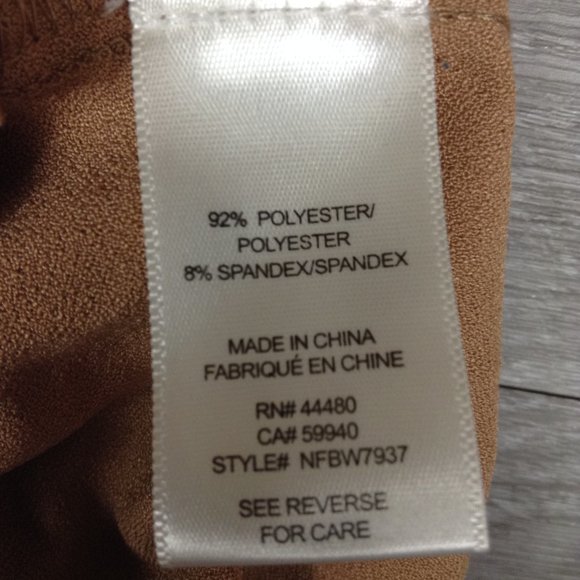 92% POLYESTER/
POLYESTER
8% SPANDEX/SPANDEX
MADE IN CHINA
FABRIQUÉ EN CHINE
RN# 44480
CA# 59940
STYLE# NFBW7937
SEE REVERSE
FOR CARE